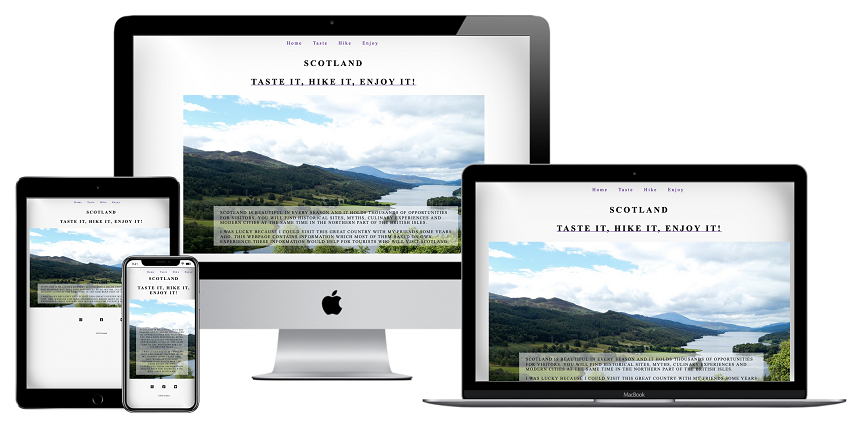 Home Taste Hike Enjoy
SCOTLAND
TASTE IT, HIKE IT, ENJOY IT!
SCOTLAND IS BEAUTIFUL IN EVERY SEASON AND IT HOLDS THOUSANDS OF OPPORTUNITIES
FOR VISITORS. YOU WILL FIND HISTORICAL SITES, MYTHS, CULINARY EXPERIENCES AND
MODERN CITIES AT THE SAME TIME IN THE NORTHERN PART OF THE BRITISH ISLES.
I WAS LUCKY BECAUSE I COULD VISIT THIS GREAT COUNTRY WITH MY FRIENDS SOME YEARS
AGO. THIS WEBPAGE CONTAINS INFORMATION WHICH MOST OF THEM BASED ON OWN
EXPERIENCE. THESE INFORMATION WOULD HELP FOR TOURISTS WHO WILL VISIT SCOTLAND
Home Taste Hike Enjoy
SCOTLAND
TASTE IT, HIKE IT, ENJOY IT!
SCOTLAND IS BEAUTIFUL IN EVERY SEASON AND IT HOLDS THOUSANDS OF OPPORTUNITIES
FOR VISITORS. YOU WILL FIND HISTORICAL SITES, MYTHS, CULINARY EXPERIENCES AND
MODERN CITIES AT THE SAME TIME IN THE NORTHERN PART OF THE BRITISH ISLES.
I WAS LUCKY BECAUSE I COULD VISIT THIS GREAT COUNTRY WITH MY FRIENDS SOME YEARS
MacBook
Home Taste Hike Enjoy
SCOTLAND
TASTE IT, HIKE IT, ENJOY IT!
Home Taste Hike Enjoy
SCOTLAND
TASTE IT, HIKE IT,
ENJOY IT!